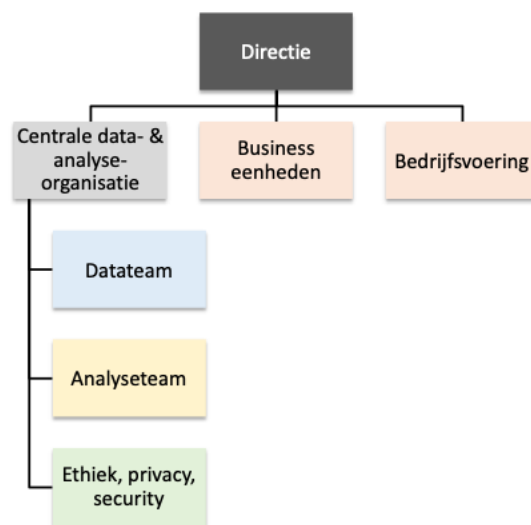 Directie
Centrale data- &
analyse-
organisatie
Business
eenheden
Bedrijfsvoering
Datateam
Analyseteam
Ethiek, privacy,
security